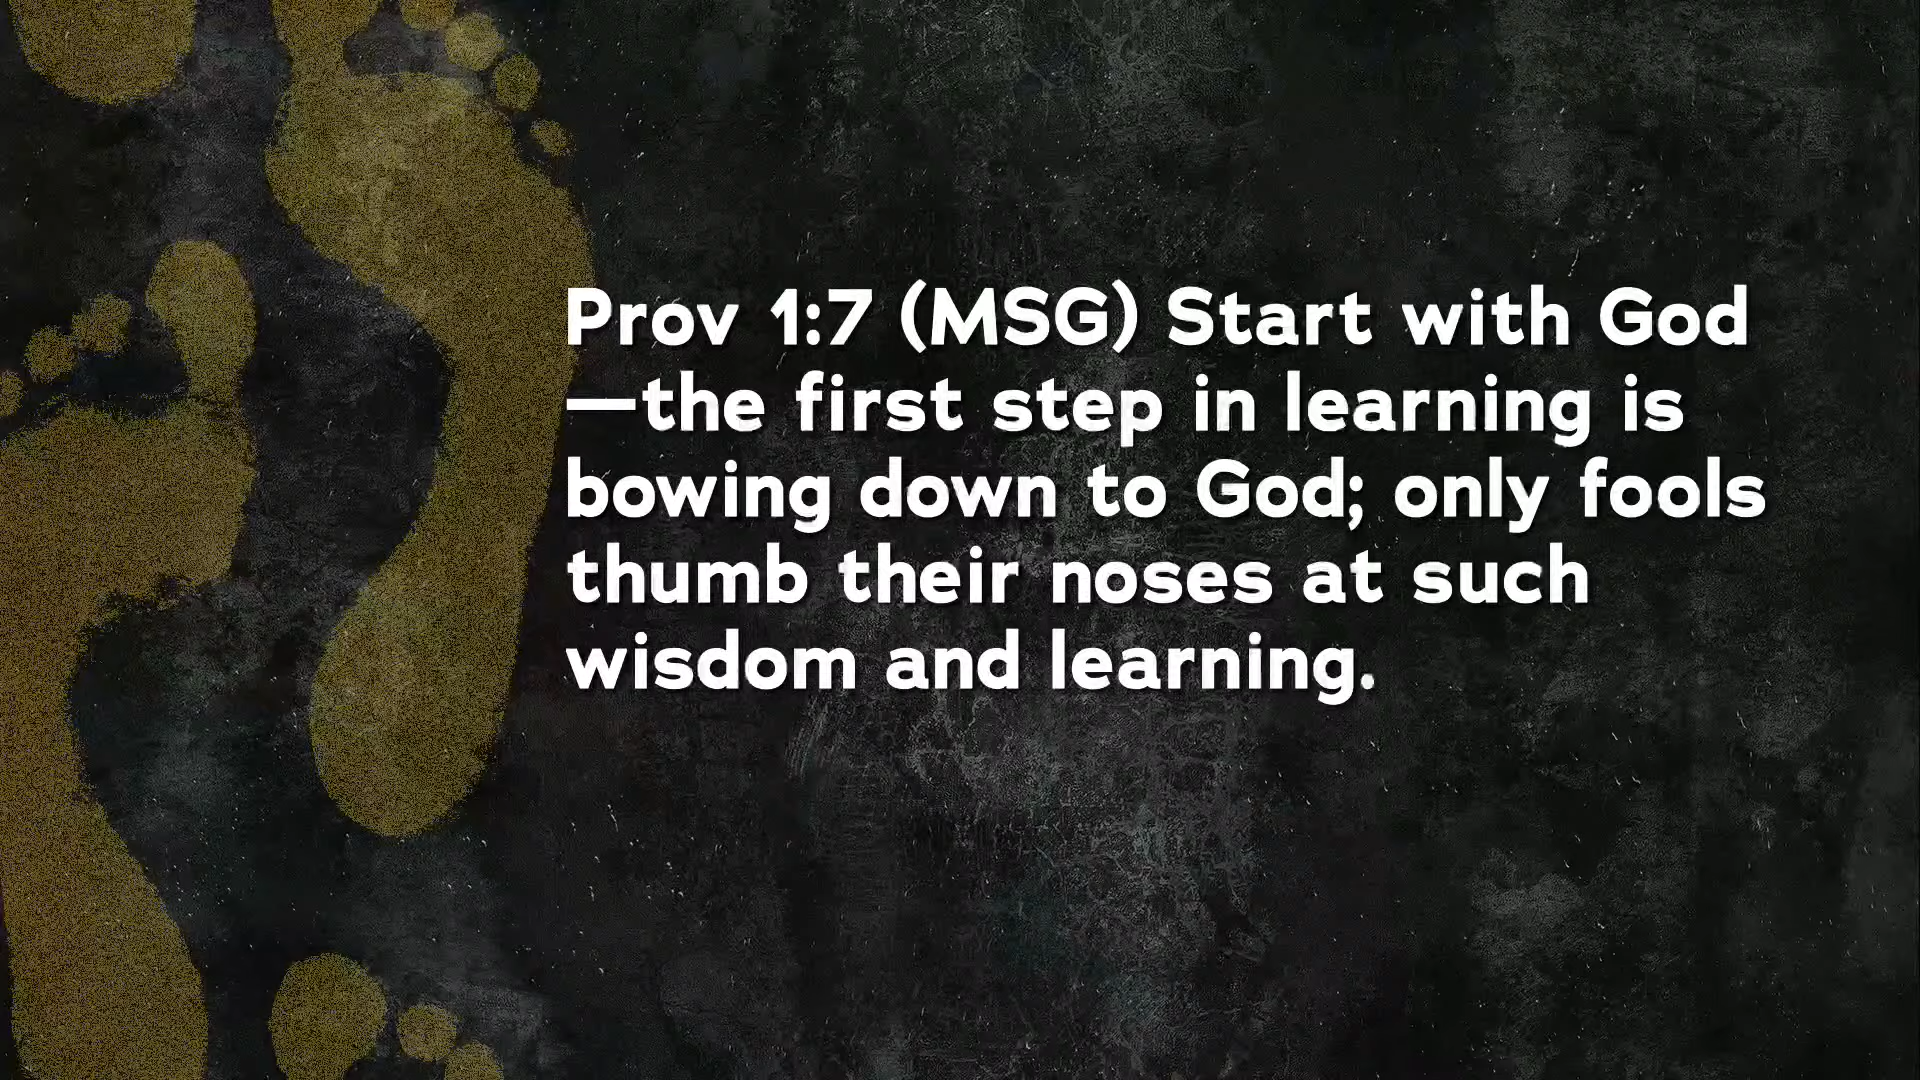 Prov 1:7 (MSG) Start with God
—the first step in learning is
bowing down to God; only fools
thumb their noses at such
wisdom and learning.